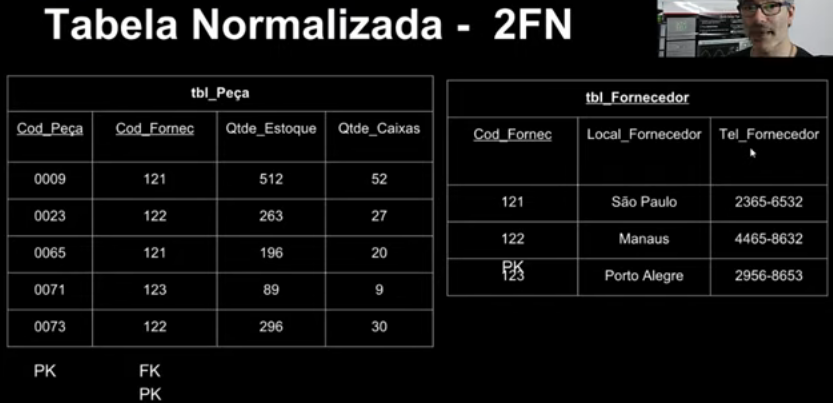 Tabela Normalizada - 2FN
tbl_Peça
Cod_Peça Cod_Fornec Qtde_Estoque Qtde_Caixas
0009 121 512 52
0023 122 263 27
0065 121 196 20
0071 123 89 9
0073 122 296 30
PK FK
PK
tbl_Fornecedor
Cod_Fornec Local_Fornecedor Tel_Fornecedor
121 São Paulo 2365-6532
122 Manaus 4465-8632
PK
123 Porto Alegre 2956-8653